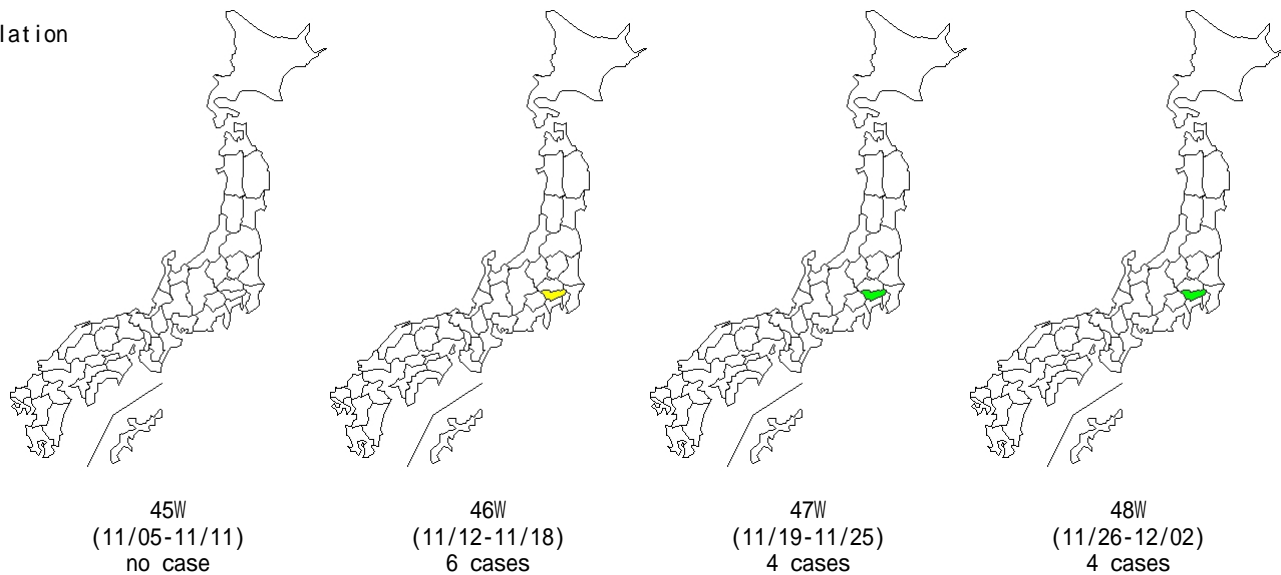 lation
45W
(11/05-11/11)
no case
46W
(11/12-11/18)
6 cases
47W
(11/19-11/25)
4 cases
48W
(11/26-12/02)
4 cases